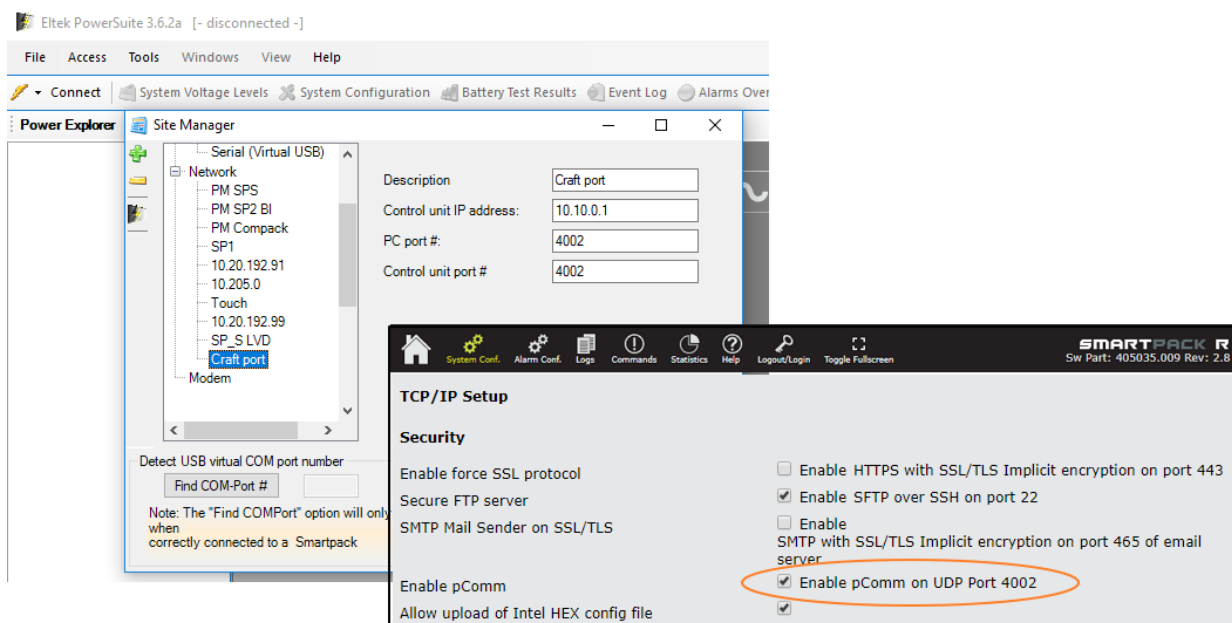 Eltek PowerSuite 3.6.2a [- disconnected -]
File Access Tools Windows View Help
Connect System Voltage Levels System Configuration Battery Test Results Event Log Alarms Over
Power Explorer
Site Manager
Serial (Virtual USB)
Network
PM SPS
PM SP2 BI
PM Compack
SP1
10.20.192.91
10.205.0
Touch
10.20.192.99
SP_S LVD
Craft port
Modem
Description Craft port
Control unit IP address: 10.10.0.1
PC port #: 4002
Control unit port # 4002
Detect USB virtual COM port number
Find COM-Port #
Note: The "Find COMPort" option will only
when
correctly connected to a Smartpack
System Conf. Alarm Conf. Logs Commands Statistics Help Logout/Login Toggle Fullscreen
SMARTPACK R
Sw Part: 405035.009 Rev: 2.8
TCP/IP Setup
Security
Enable force SSL protocol Enable HTTPS with SSL/TLS Implicit encryption on port 443
Secure FTP server Enable SFTP over SSH on port 22
SMTP Mail Sender on SSL/TLS Enable
SMTP with SSL/TLS Implicit encryption on port 465 of email
server
Enable pComm Enable pComm on UDP Port 4002
Allow upload of Intel HEX config file